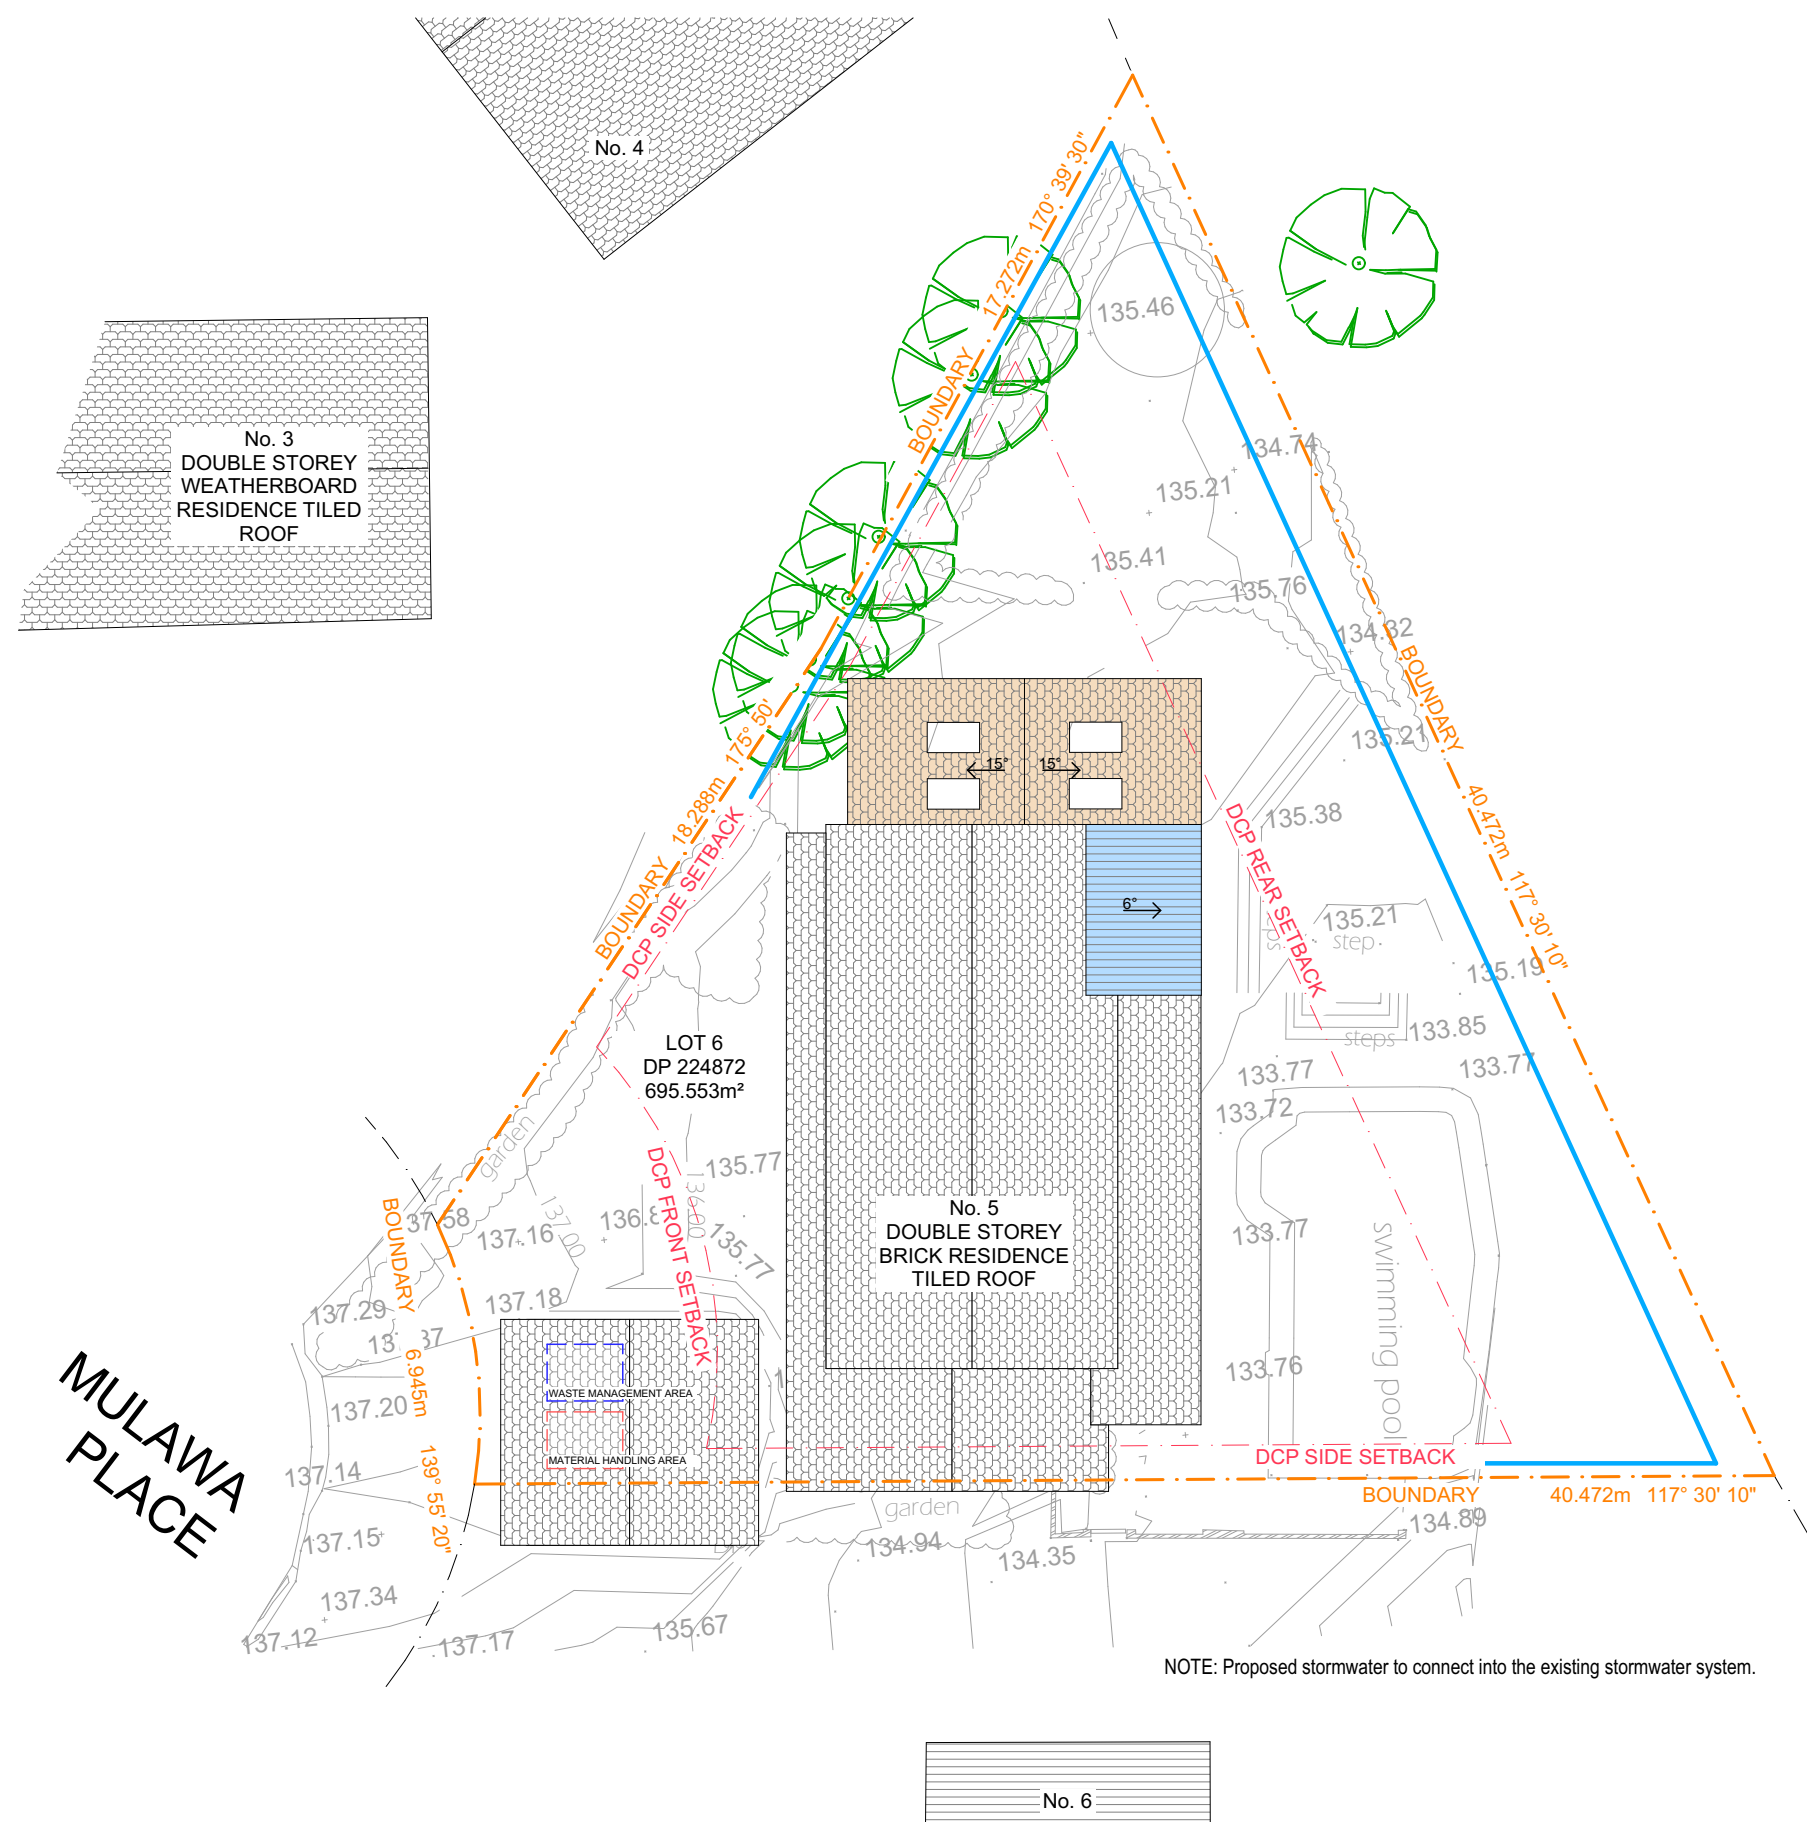 No. 4
17.272m 170° 39' 30"
BOUNDARY
135.46
No. 3
DOUBLE STOREY
WEATHERBOARD
RESIDENCE TILED
ROOF
134.74
135.21
135.41
135.76
134.32
BOUNDARY
135.21
40.472m 117° 30' 10"
18.288m 175° 50'
BOUNDARY
DCP SIDE SETBACK
15°
15°
135.38
DCP REAR SETBACK
6°
135.21
step
135.19
steps
133.85
133.77
133.77
133.72
LOT 6
DP 224872
695.553m²
garden
DCP FRONT SETBACK
135.77
136.00
137.58
137.16
137.00
135.77
BOUNDARY
6.945m
139° 55' 20"
No. 5
DOUBLE STOREY
BRICK RESIDENCE
TILED ROOF
133.77
swimming pool
137.29
137.18
133.76
WASTE MANAGEMENT AREA
MATERIAL HANDLING AREA
137.20
MULAWA
PLACE
137.14
DCP SIDE SETBACK
BOUNDARY
40.472m 117° 30' 10"
garden
134.89
137.15
134.94
134.35
137.34
137.12
137.17
135.67
NOTE: Proposed stormwater to connect into the existing stormwater system.
No. 6